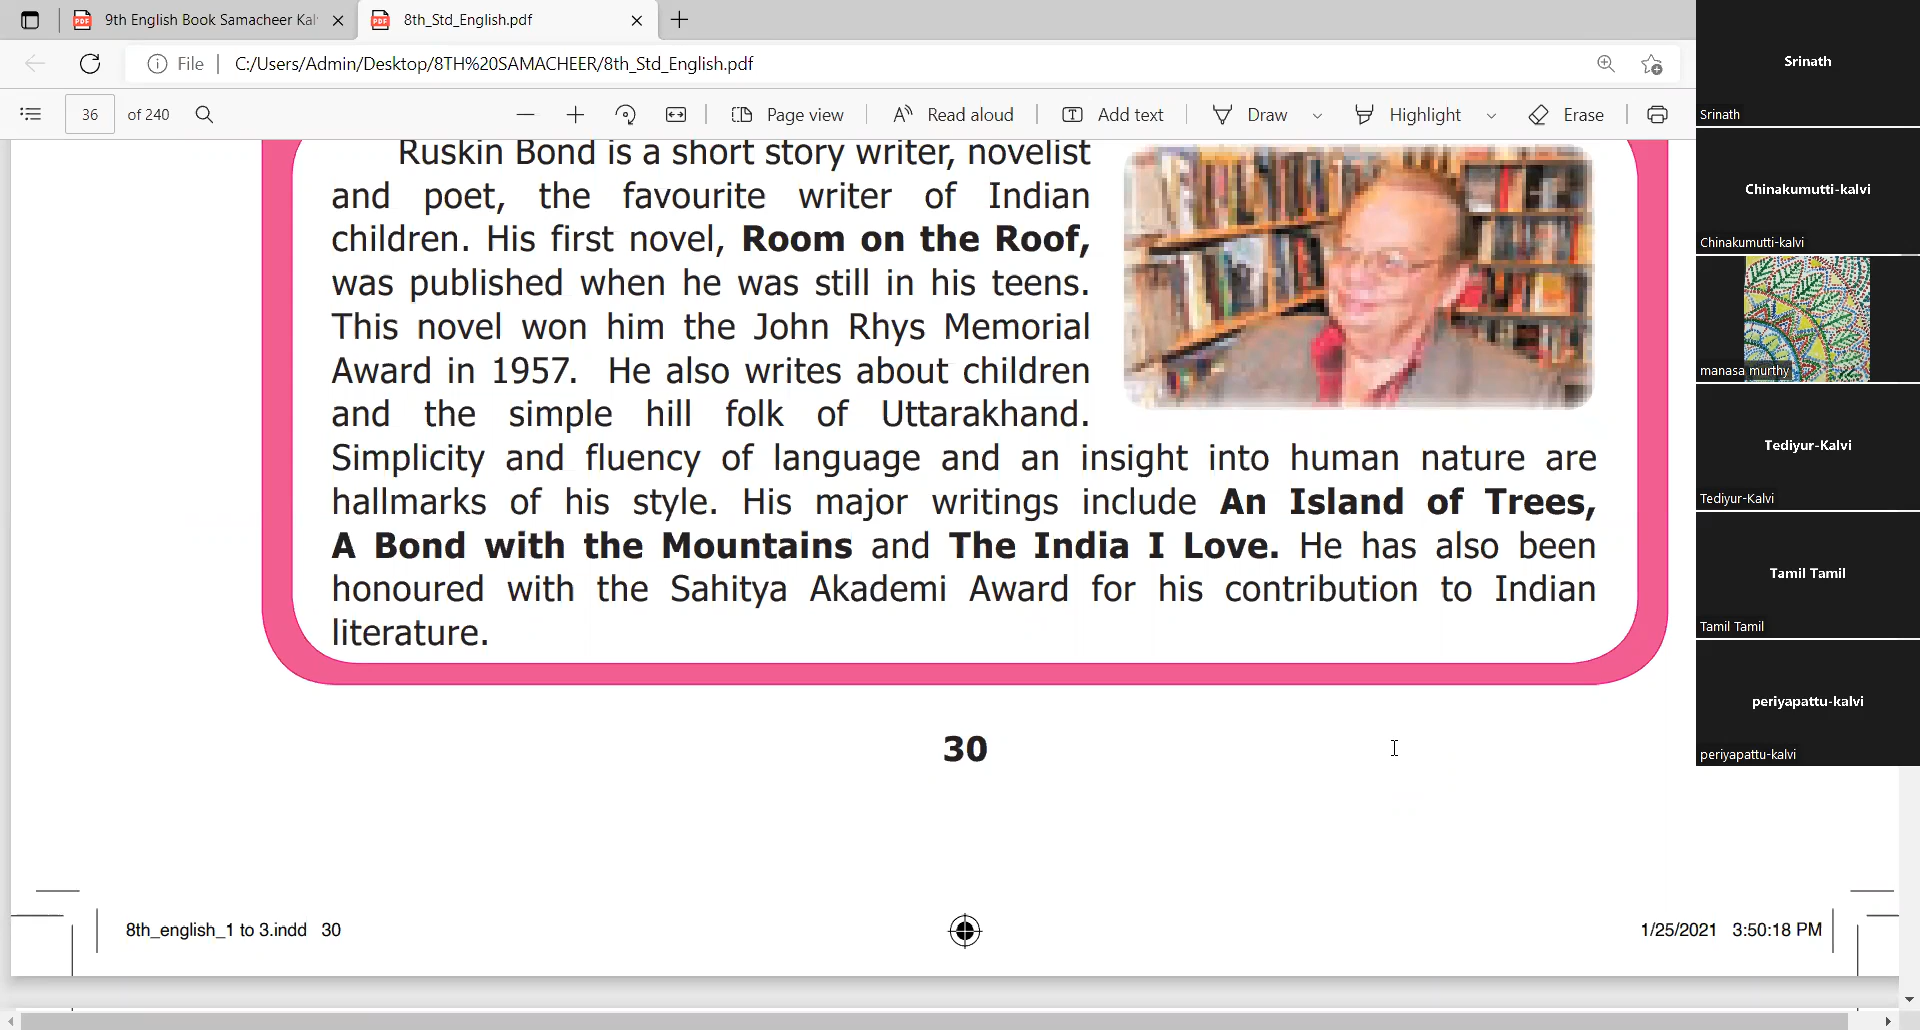 9th English Book Samacheer Kal
8th_Std_English.pdf
File
C:/Users/Admin/Desktop/8TH%20SAMACHEER/8th_Std_English.pdf
36 of 240
Page view
Read aloud
Add text
Draw
Highlight
Erase
Ruskin Bond is a short story writer, novelist
and poet, the favourite writer of Indian
children. His first novel, Room on the Roof,
was published when he was still in his teens.
This novel won him the John Rhys Memorial
Award in 1957. He also writes about children
and the simple hill folk of Uttarakhand.
Simplicity and fluency of language and an insight into human nature are
hallmarks of his style. His major writings include An Island of Trees,
A Bond with the Mountains and The India I Love. He has also been
honoured with the Sahitya Akademi Award for his contribution to Indian
literature.
30
8th_english_1 to 3.indd 30
1/25/2021 3:50:18 PM
Srinath
Srinath
Chinakumutti-kalvi
Chinakumutti-kalvi
manasa murthy
Tediyur-Kalvi
Tediyur-Kalvi
Tamil Tamil
Tamil Tamil
periyapattu-kalvi
periyapattu-kalvi